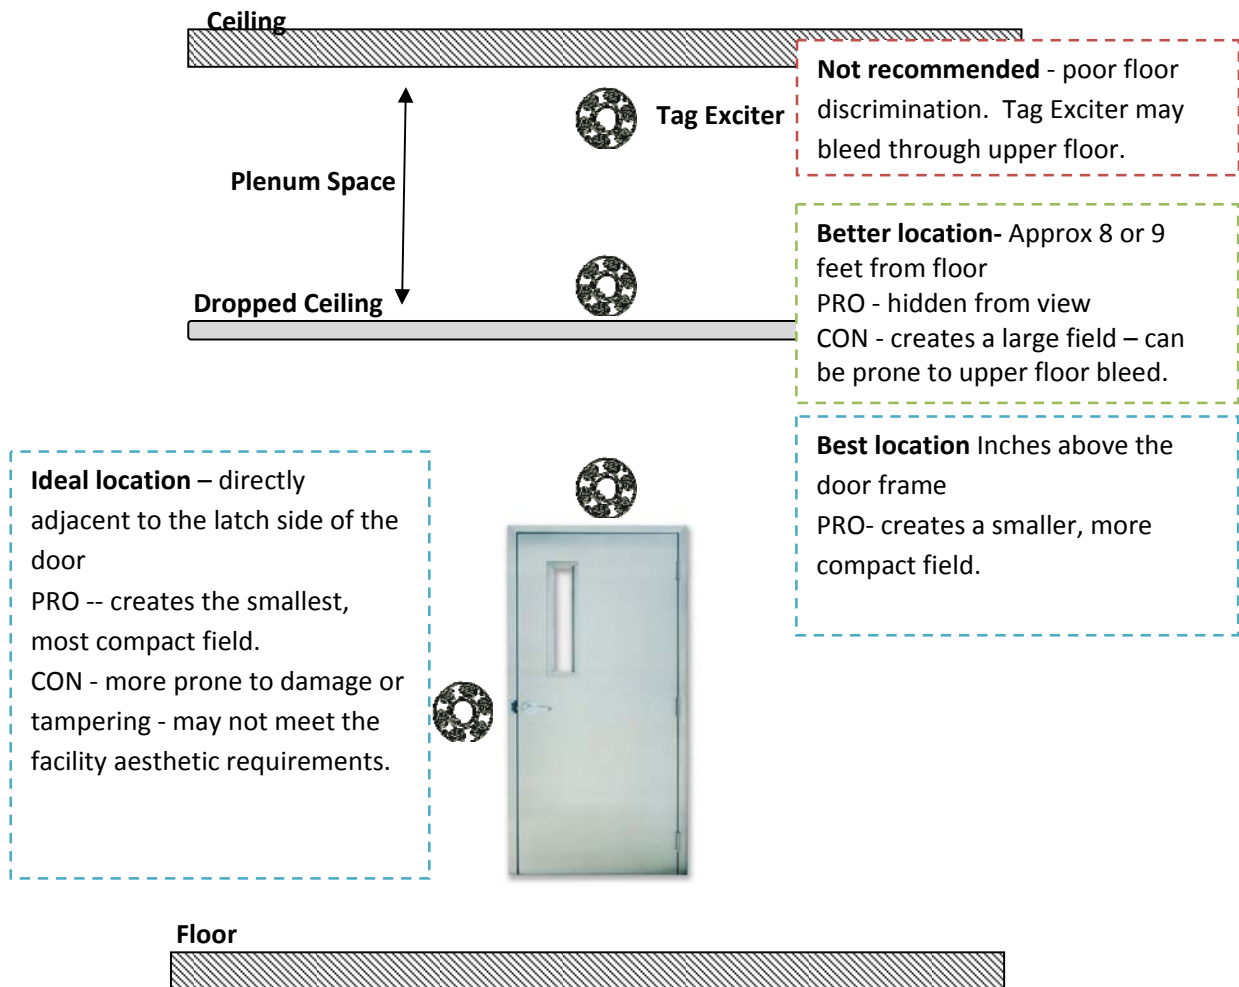 Ceiling
Not recommended - poor floor
discrimination.  Tag Exciter may
bleed through upper floor.
Tag Exciter
Plenum Space
Better location- Approx 8 or 9
feet from floor
PRO - hidden from view
CON - creates a large field – can
be prone to upper floor bleed.
Dropped Ceiling
Best location Inches above the
door frame
PRO- creates a smaller, more
compact field.
Ideal location – directly
adjacent to the latch side of the
door
PRO -- creates the smallest,
most compact field.
CON - more prone to damage or
tampering - may not meet the
facility aesthetic requirements.
Floor